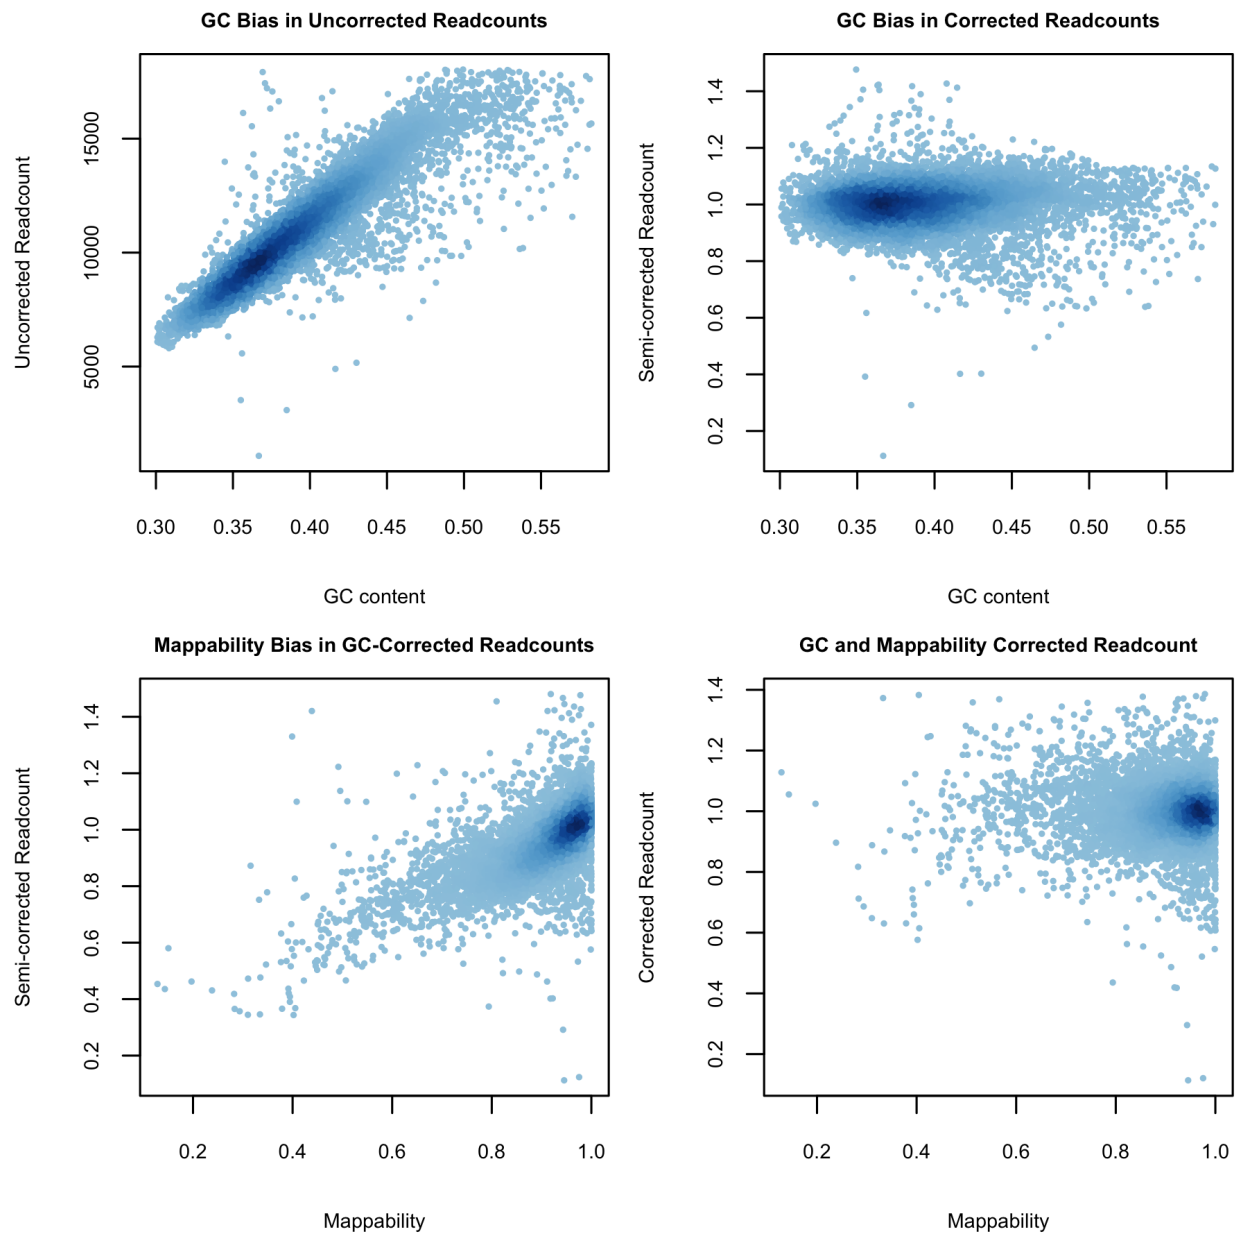 GC Bias in Uncorrected Readcounts
Uncorrected Readcount
15000
10000
5000
0.30 0.35 0.40 0.45 0.50 0.55
GC content
GC Bias in Corrected Readcounts
Semi-corrected Readcount
1.4
1.2
1.0
0.8
0.6
0.4
0.2
0.30 0.35 0.40 0.45 0.50 0.55
GC content
Mappability Bias in GC-Corrected Readcounts
Semi-corrected Readcount
1.4
1.2
1.0
0.8
0.6
0.4
0.2
0.2 0.4 0.6 0.8 1.0
Mappability
GC and Mappability Corrected Readcount
Corrected Readcount
1.4
1.2
1.0
0.8
0.6
0.4
0.2
0.2 0.4 0.6 0.8 1.0
Mappability